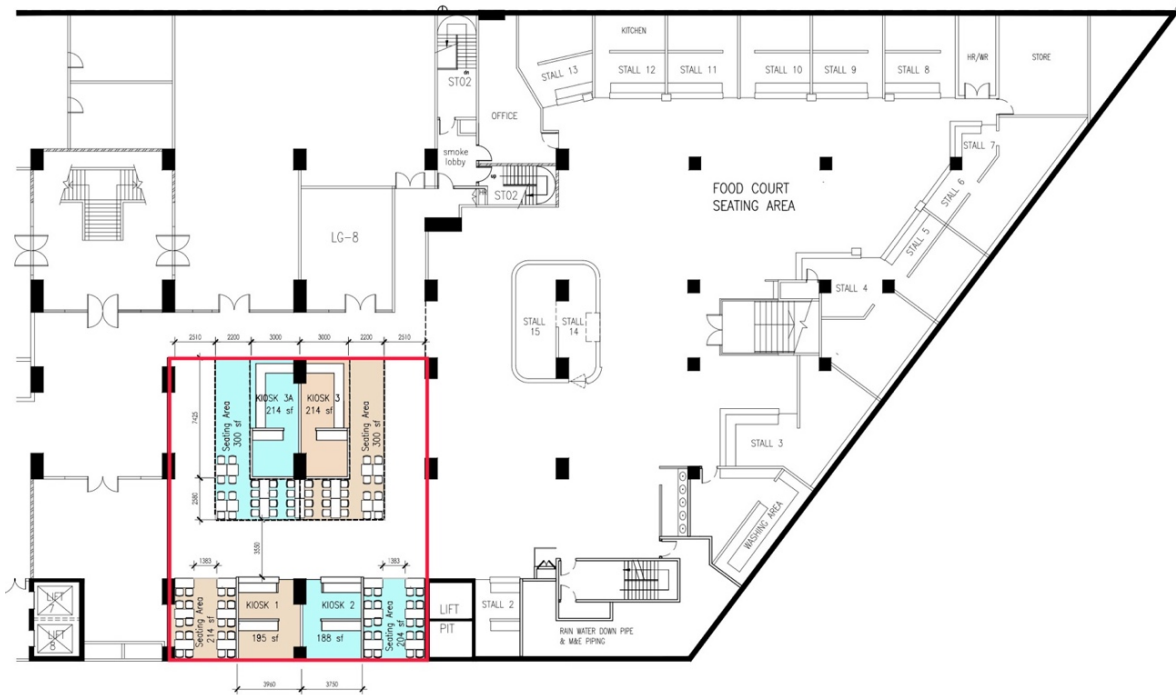 KITCHEN
STALL 13
STALL 12
STALL 11
STALL 10
STALL 9
STALL 8
HR/WR
STORE
ST02
OFFICE
smoke
lobby
up
ST02
STALL 7
STALL 6
STALL 5
STALL 4
FOOD COURT
SEATING AREA
LG-8
STALL
15
STALL
14
2510
2200
3000
3000
2200
2510
7425
2580
KIOSK 3A
214 sf
KIOSK 3
214 sf
Seating Area
300 sf
Seating Area
300 sf
STALL 3
WASHING AREA
3530
1383
1383
Seating Area
214 sf
KIOSK 1
195 sf
KIOSK 2
188 sf
Seating Area
204 sf
LIFT
7
LIFT
8
LIFT
PIT
STALL 2
RAIN WATER DOWN PIPE
& M&E PIPING
3960
3750